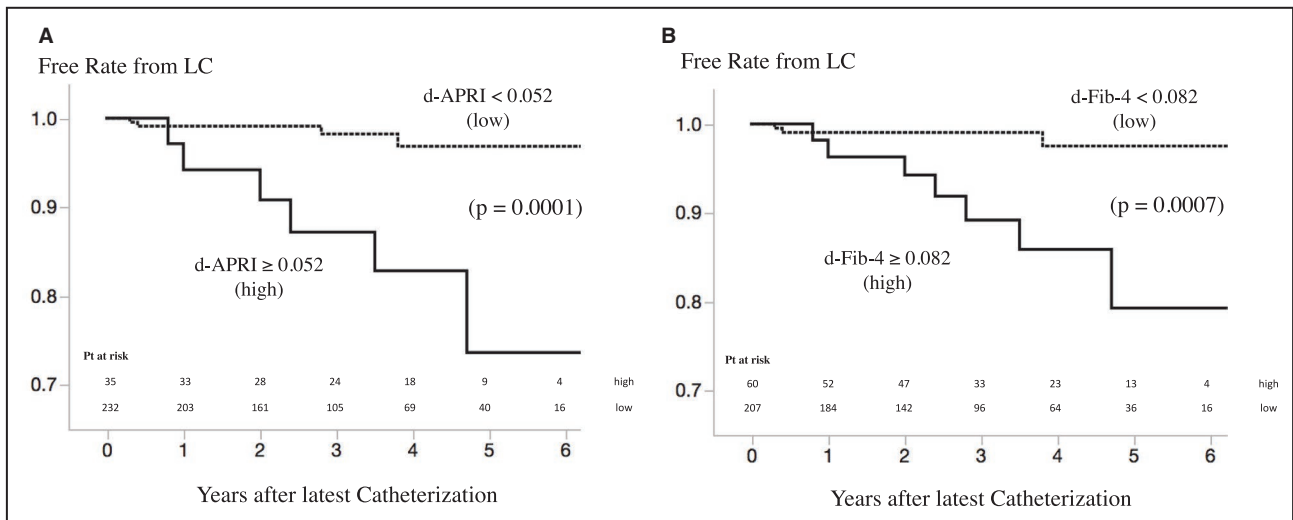 A
Free Rate from LC
d-APRI < 0.052
(low)
1.0
0.9
0.8
0.7
(p = 0.0001)
d-APRI ≥ 0.052
(high)
Pt at risk
35 33 28 24 18 9 4 high
232 203 161 105 69 40 16 low
0 1 2 3 4 5 6
Years after latest Catheterization
B
Free Rate from LC
d-Fib-4 < 0.082
(low)
1.0
0.9
0.8
0.7
(p = 0.0007)
d-Fib-4 ≥ 0.082
(high)
Pt at risk
60 52 47 33 23 13 4 high
207 184 142 96 64 36 16 low
0 1 2 3 4 5 6
Years after latest Catheterization